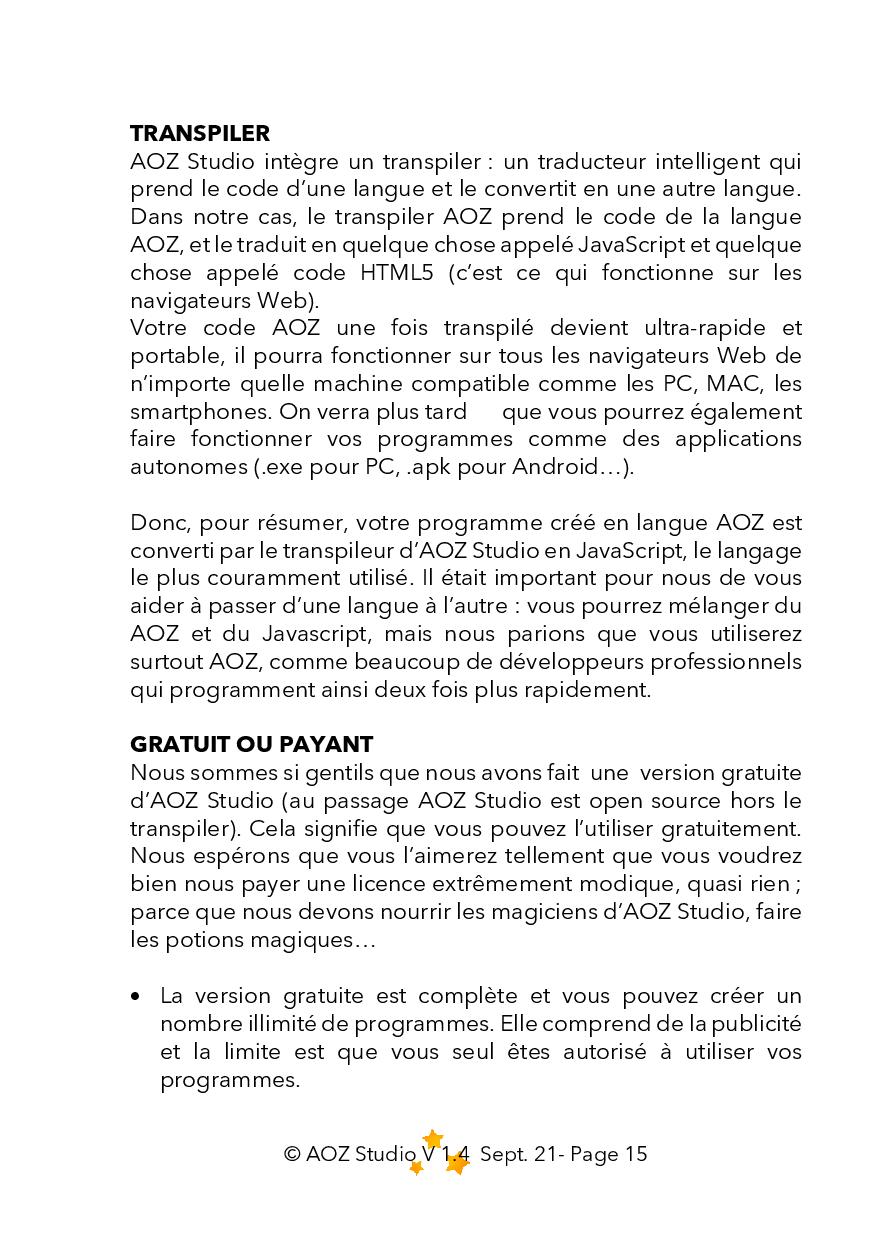 TRANSPILER
AOZ Studio intègre un transpiler : un traducteur intelligent qui
prend le code d’une langue et le convertit en une autre langue.
Dans notre cas, le transpiler AOZ prend le code de la langue
AOZ, et le traduit en quelque chose appelé JavaScript et quelque
chose appelé code HTML5 (c’est ce qui fonctionne sur les
navigateurs Web).
Votre code AOZ une fois transpilé devient ultra-rapide et
portable, il pourra fonctionner sur tous les navigateurs Web de
n’importe quelle machine compatible comme les PC, MAC, les
smartphones. On verra plus tard que vous pourrez également
faire fonctionner vos programmes comme des applications
autonomes (.exe pour PC, .apk pour Android…).
Donc, pour résumer, votre programme créé en langue AOZ est
converti par le transpileur d’AOZ Studio en JavaScript, le langage
le plus couramment utilisé. Il était important pour nous de vous
aider à passer d’une langue à l’autre : vous pourrez mélanger du
AOZ et du Javascript, mais nous parions que vous utiliserez
surtout AOZ, comme beaucoup de développeurs professionnels
qui programment ainsi deux fois plus rapidement.
GRATUIT OU PAYANT
Nous sommes si gentils que nous avons fait une version gratuite
d’AOZ Studio (au passage AOZ Studio est open source hors le
transpiler). Cela signifie que vous pouvez l’utiliser gratuitement.
Nous espérons que vous l’aimerez tellement que vous voudrez
bien nous payer une licence extrêmement modique, quasi rien ;
parce que nous devons nourrir les magiciens d’AOZ Studio, faire
les potions magiques…
• La version gratuite est complète et vous pouvez créer un
nombre illimité de programmes. Elle comprend de la publicité
et la limite est que vous seul êtes autorisé à utiliser vos
programmes.
© AOZ Studio V 1.4 Sept. 21- Page 15